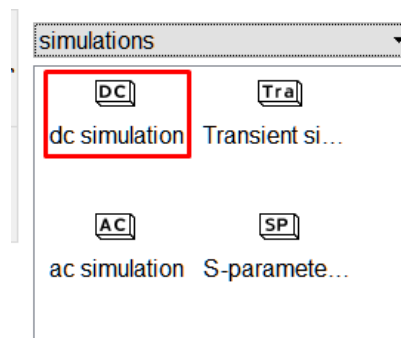 simulations
DC Tra
dc simulation Transient si...
AC SP
ac simulation S-paramete...